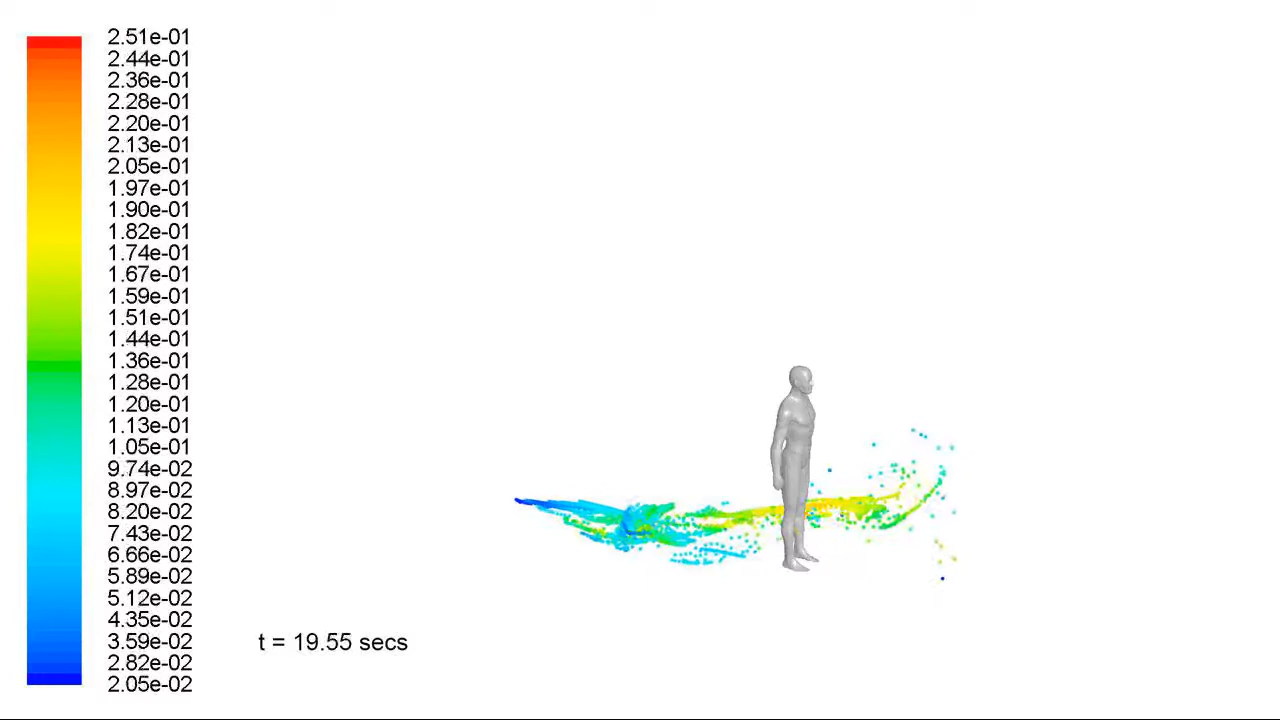 2.51e-01
2.44e-01
2.36e-01
2.28e-01
2.20e-01
2.13e-01
2.05e-01
1.97e-01
1.90e-01
1.82e-01
1.74e-01
1.67e-01
1.59e-01
1.51e-01
1.44e-01
1.36e-01
1.28e-01
1.20e-01
1.13e-01
1.05e-01
9.74e-02
8.97e-02
8.20e-02
7.43e-02
6.66e-02
5.89e-02
5.12e-02
4.35e-02
3.59e-02
2.82e-02
2.05e-02
t = 19.55 secs